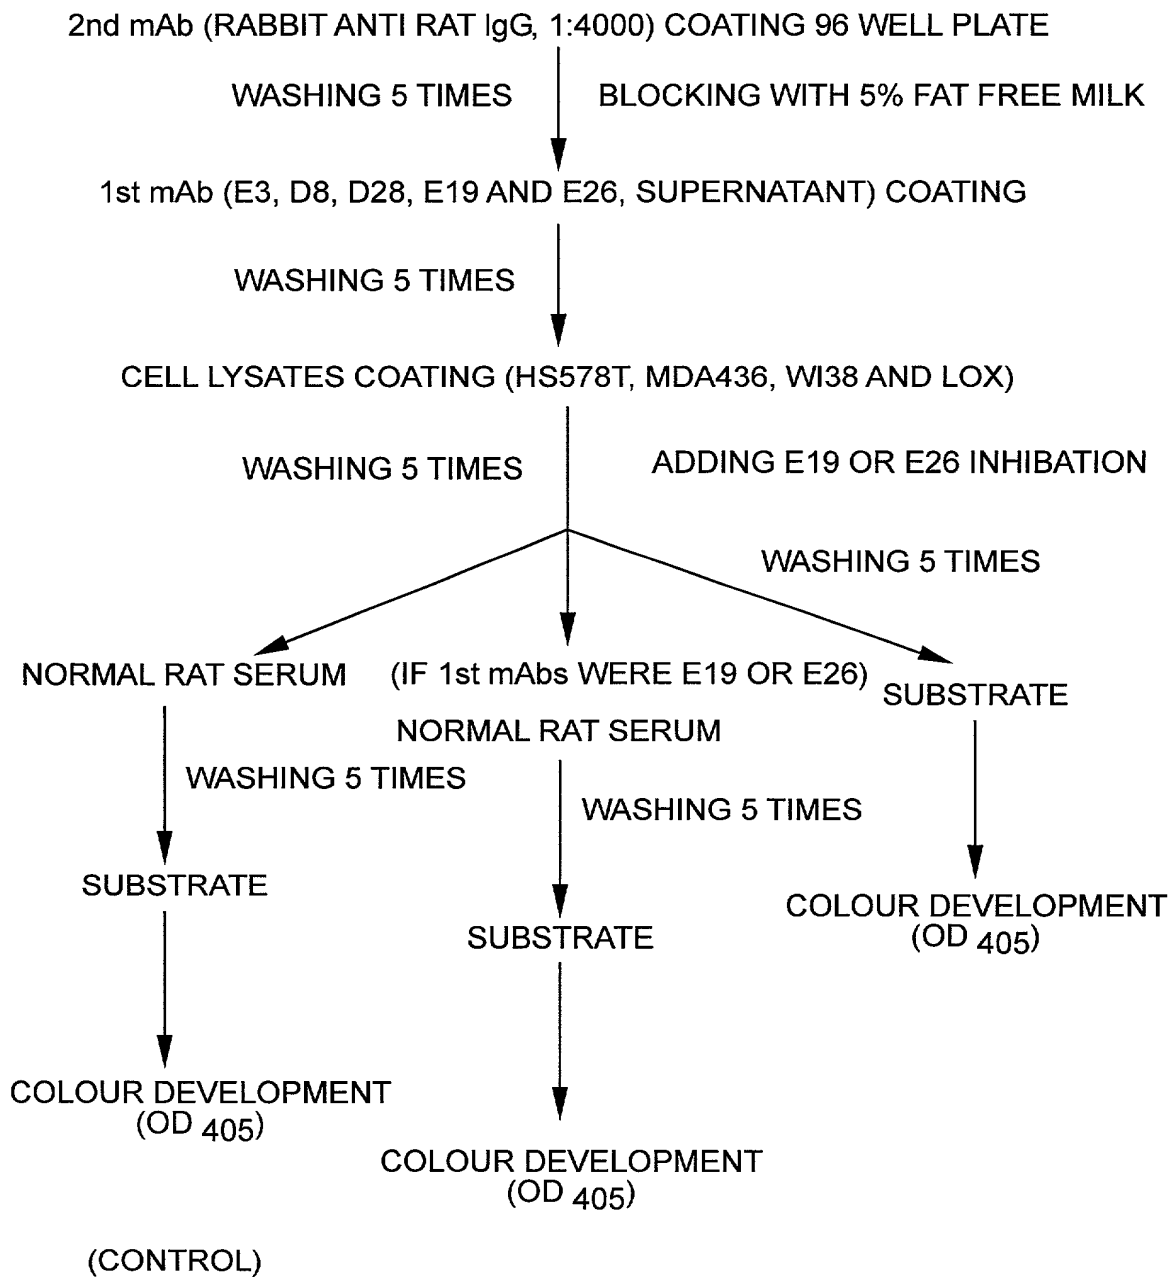 2nd mAb (RABBIT ANTI RAT IgG, 1:4000) COATING 96 WELL PLATE
WASHING 5 TIMES
BLOCKING WITH 5% FAT FREE MILK
1st mAb (E3, D8, D28, E19 AND E26, SUPERNATANT) COATING
WASHING 5 TIMES
CELL LYSATES COATING (HS578T, MDA436, WI38 AND LOX)
WASHING 5 TIMES
ADDING E19 OR E26 INHIBATION
WASHING 5 TIMES
NORMAL RAT SERUM
WASHING 5 TIMES
SUBSTRATE
COLOUR DEVELOPMENT
(OD 405)
(CONTROL)
(IF 1st mAbs WERE E19 OR E26)
NORMAL RAT SERUM
WASHING 5 TIMES
SUBSTRATE
COLOUR DEVELOPMENT
(OD 405)
SUBSTRATE
COLOUR DEVELOPMENT
(OD 405)